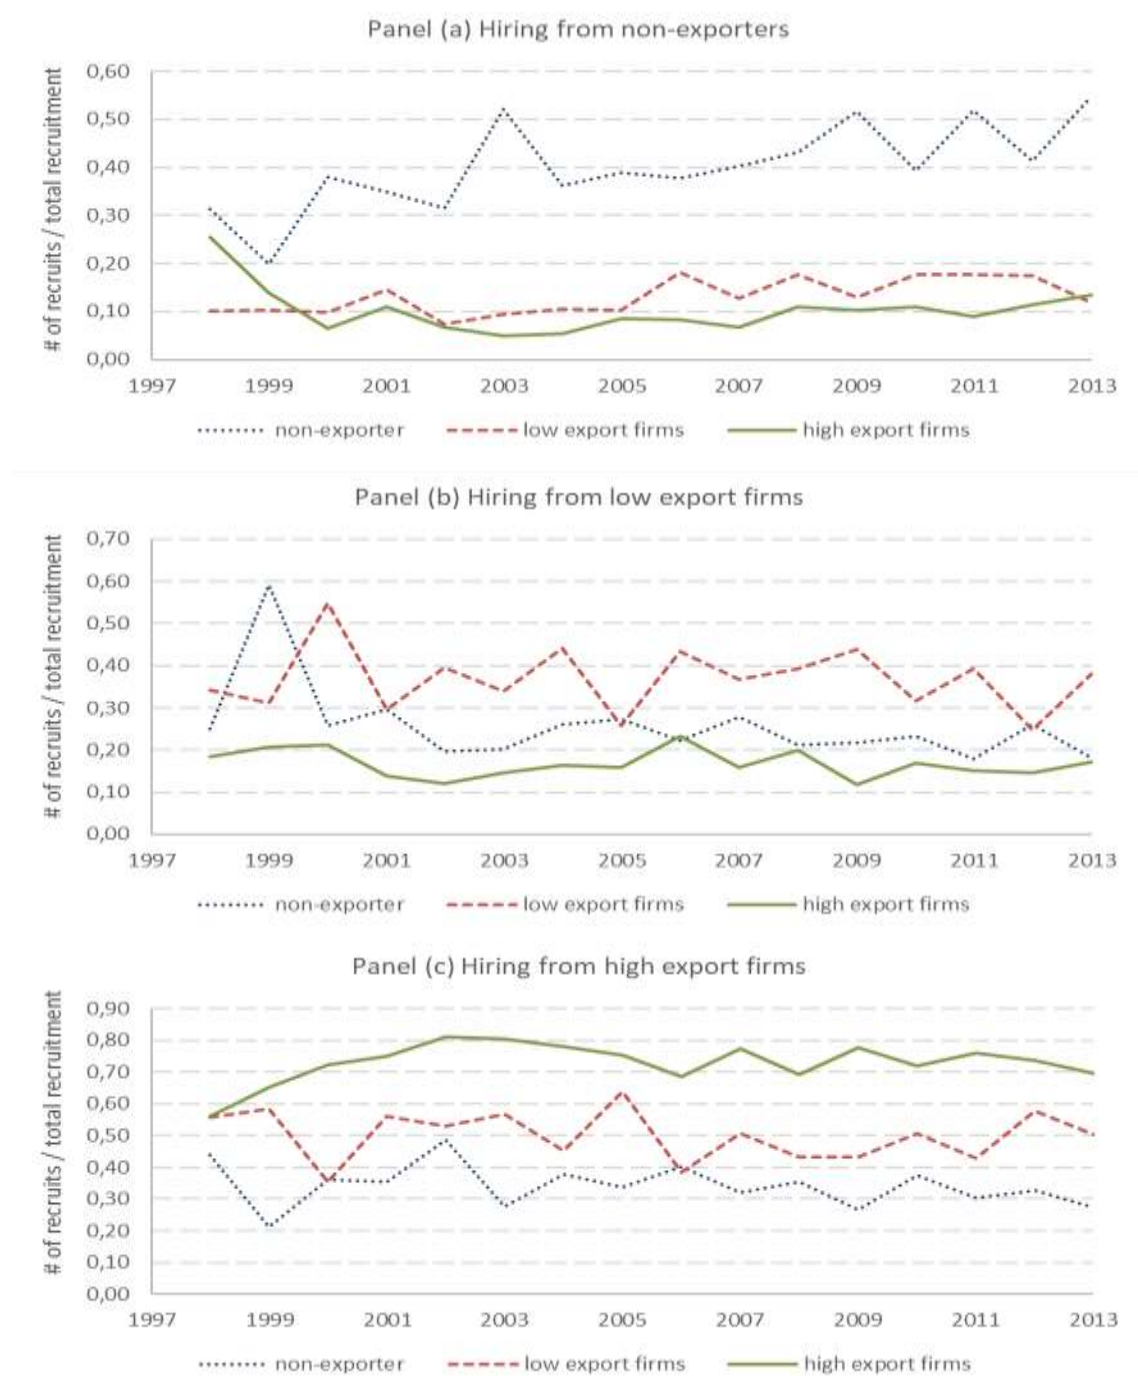 Panel (a) Hiring from non-exporters
# of recruits / total recruitment
0,60
0,50
0,40
0,30
0,20
0,10
0,00
1997 1999 2001 2003 2005 2007 2009 2011 2013
non-exporter low export firms high export firms
Panel (b) Hiring from low export firms
# of recruits / total recruitment
0,70
0,60
0,50
0,40
0,30
0,20
0,10
0,00
1997 1999 2001 2003 2005 2007 2009 2011 2013
non-exporter low export firms high export firms
Panel (c) Hiring from high export firms
# of recruits / total recruitment
0,90
0,80
0,70
0,60
0,50
0,40
0,30
0,20
0,10
0,00
1997 1999 2001 2003 2005 2007 2009 2011 2013
non-exporter low export firms high export firms